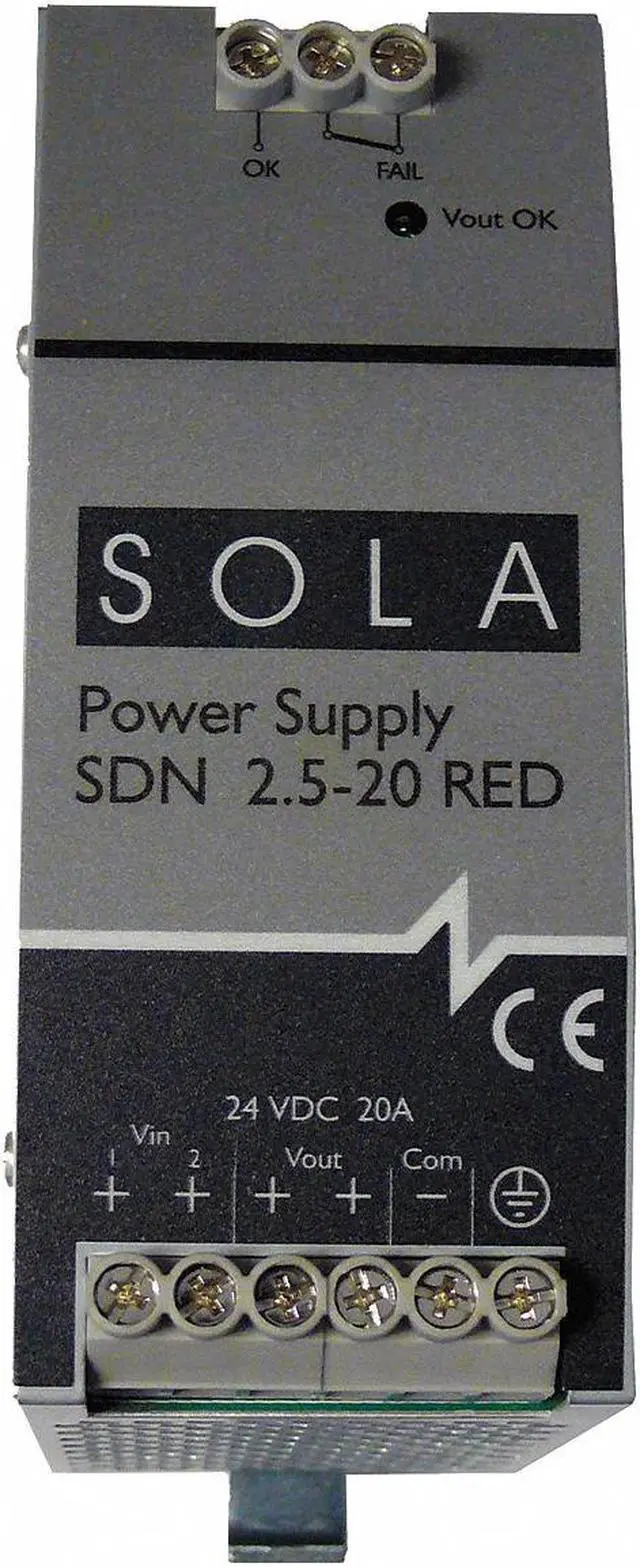 OK FAIL
Vout OK
SOLA
Power Supply
SDN 2.5-20 RED
CE
24 VDC 20A
Vin Vout Com
1 2
+ + + + −